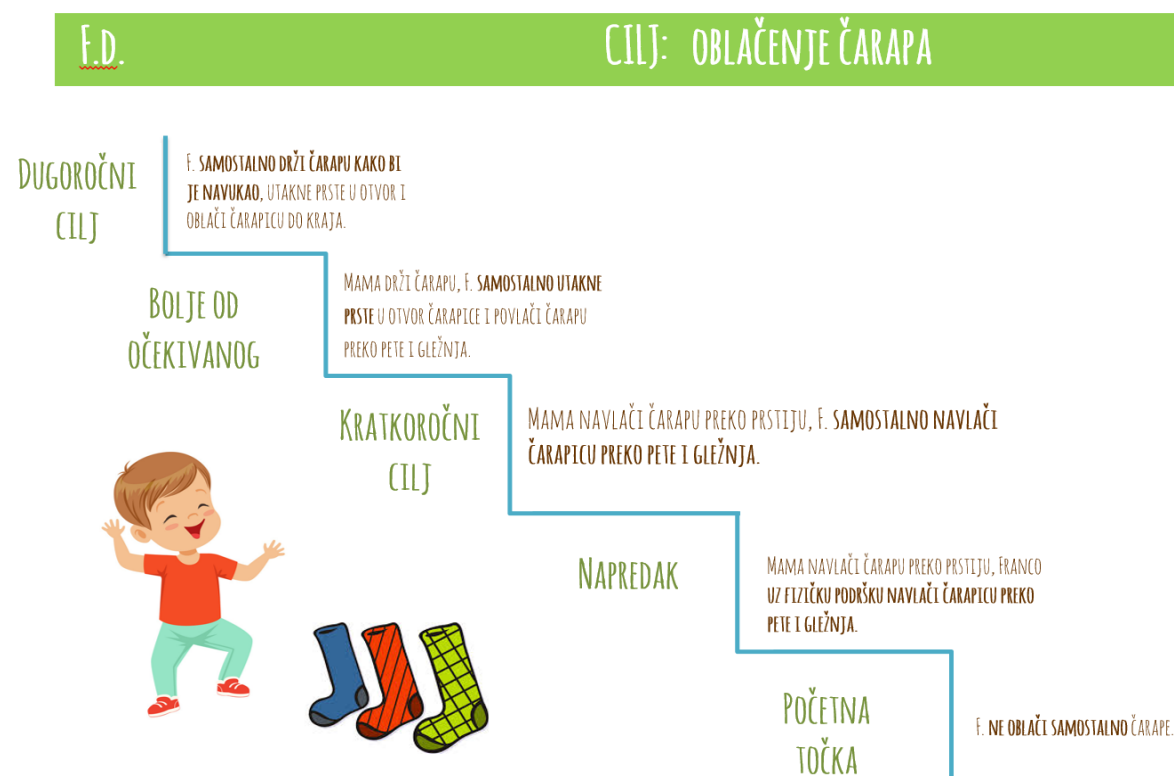 F.D. CILJ: OBLAČENJE ČARAPA
DUGOROČNI
CILJ
F. SAMOSTALNO DRŽI ČARAPU KAKO BI
JE NAVUKAO, UTAKNE PRSTE U OTVOR I
OBLAČI ČARAPICU DO KRAJA.
BOLJE OD
OČEKIVANOG
MAMA DRŽI ČARAPU, F. SAMOSTALNO UTAKNE
PRSTE U OTVOR ČARAPICE I POVLAČI ČARAPU
PREKO PETE I GLEŽNJA.
KRATKOROČNI
CILJ
MAMA NAVLAČI ČARAPU PREKO PRSTIJU, F. SAMOSTALNO NAVLAČI
ČARAPICU PREKO PETE I GLEŽNJA.
NAPREDAK
MAMA NAVLAČI ČARAPU PREKO PRSTIJU, FRANCO
UZ FIZIČKU PODRŠKU NAVLAČI ČARAPICU PREKO
PETE I GLEŽNJA.
POČETNA
TOČKA
F. NE OBLAČI SAMOSTALNO ČARAPE.